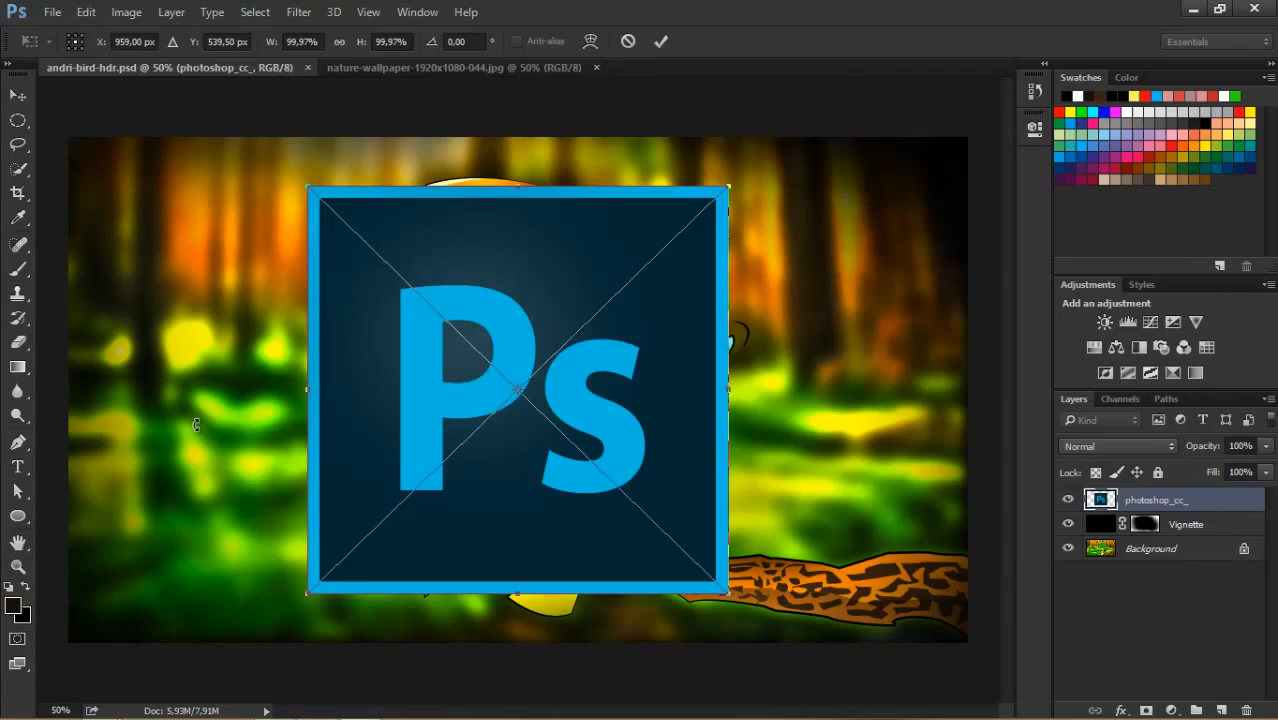 Ps File Edit Image Layer Type Select Filter 3D View Window Help
X: 959,00 px Y: 539,50 px W: 99,97% H: 99,97% 0,00 ° Anti-alias Essentials
andri-bird-hdr.psd @ 50% (photoshop_cc_, RGB/8) × nature-wallpaper-1920x1080-044.jpg @ 50% (RGB/8) ×
Swatches Color
Ps
Adjustments Styles
Add an adjustment
Layers Channels Paths
Kind
Normal Opacity: 100%
Lock: Fill: 100%
photoshop_cc_
Vignette
Background
50% Doc: 5,93M/7,91M